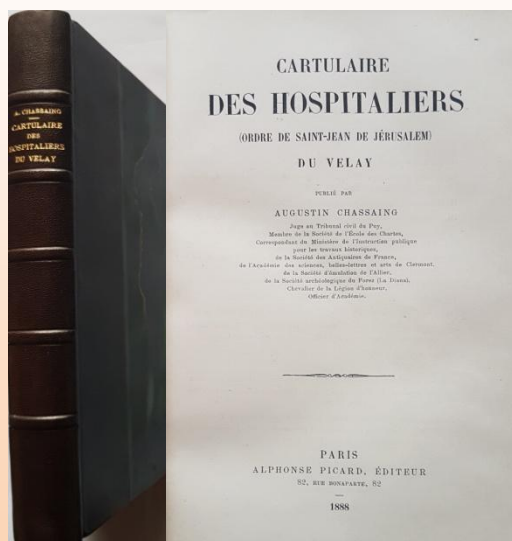 A. CHASSAING
CARTULAIRE
DES
HOSPITALIERS
DU VELAY
CARTULAIRE
DES HOSPITALIERS
(ORDRE DE SAINT-JEAN DE JÉRUSALEM)
DU VELAY
PUBLIÉ PAR
AUGUSTIN CHASSAING
Juge au Tribunal civil du Puy,
Membre de la Société de l'École des Chartes,
Correspondant du Ministère de l'Instruction publique
pour les travaux historiques,
de la Société des Antiquaires de France,
de l'Académie des sciences, belles-lettres et arts de Clermont,
de la Société d'émulation de l'Allier,
de la Société archéologique du Forez (La Diana),
Chevalier de la Légion d'honneur,
Officier d'Académie.
PARIS
ALPHONSE PICARD, ÉDITEUR
82, RUE BONAPARTE, 82
1888